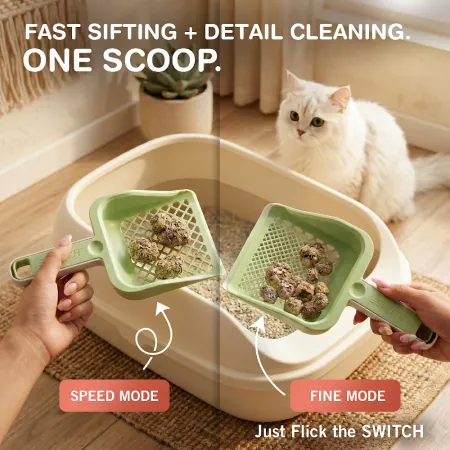 FAST SIFTING + DETAIL CLEANING.
ONE SCOOP.
SPEED MODE
FINE MODE
Just Flick the SWITCH